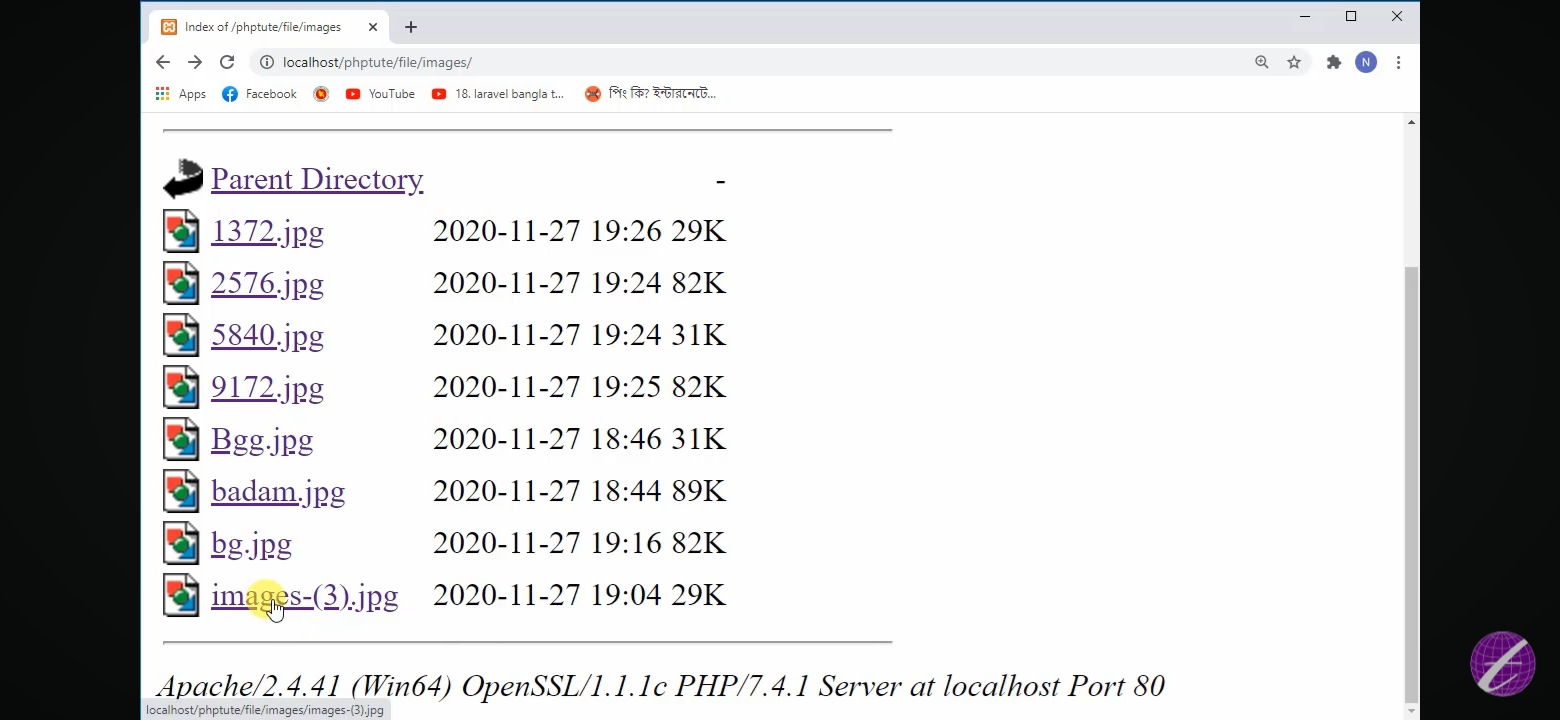 Index of /phptute/file/images
localhost/phptute/file/images/
N
Apps Facebook YouTube 18. laravel bangla t... পিং কি? ইন্টারনেটে...
Parent Directory -
1372.jpg 2020-11-27 19:26 29K
2576.jpg 2020-11-27 19:24 82K
5840.jpg 2020-11-27 19:24 31K
9172.jpg 2020-11-27 19:25 82K
Bgg.jpg 2020-11-27 18:46 31K
badam.jpg 2020-11-27 18:44 89K
bg.jpg 2020-11-27 19:16 82K
images-(3).jpg 2020-11-27 19:04 29K
Apache/2.4.41 (Win64) OpenSSL/1.1.1c PHP/7.4.1 Server at localhost Port 80
localhost/phptute/file/images/images-(3).jpg